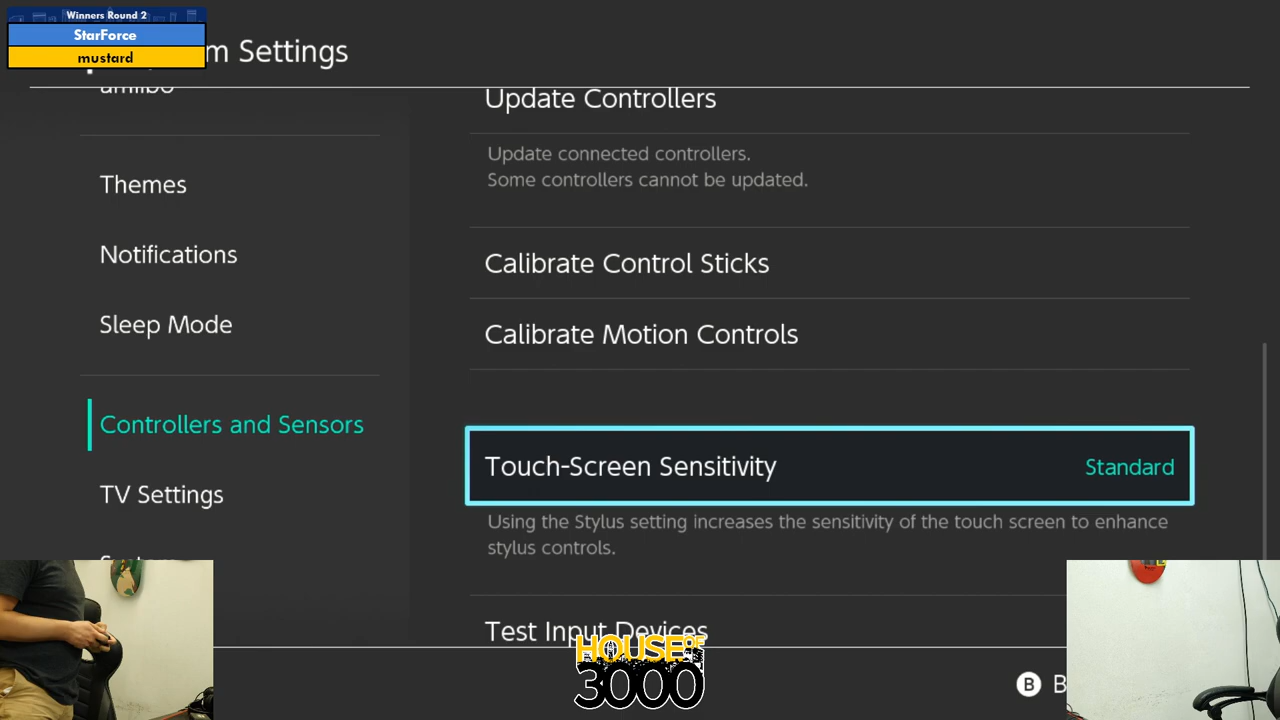 Winners Round 2
StarForce
mustard
m Settings
amiibo
Themes
Notifications
Sleep Mode
Controllers and Sensors
TV Settings
System
Update Controllers
Update connected controllers.
Some controllers cannot be updated.
Calibrate Control Sticks
Calibrate Motion Controls
Touch-Screen Sensitivity Standard
Using the Stylus setting increases the sensitivity of the touch screen to enhance
stylus controls.
Test Input Devices
HOUSE OF
3000
B B